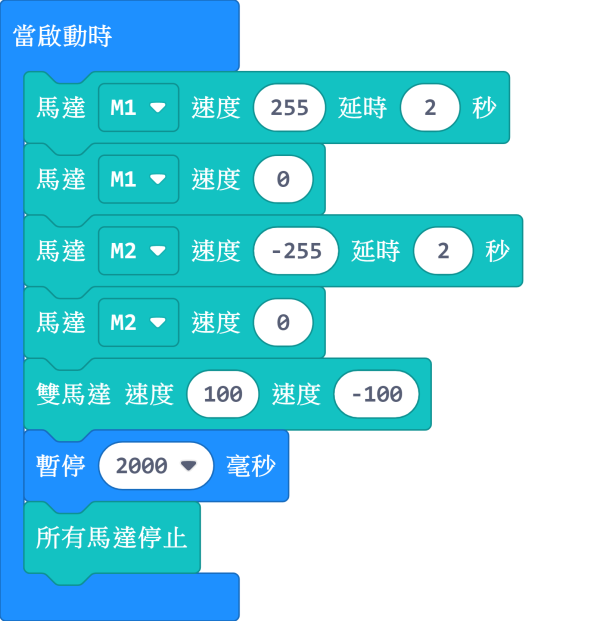 當啟動時
馬達 M1 速度 255 延時 2 秒
馬達 M1 速度 0
馬達 M2 速度 -255 延時 2 秒
馬達 M2 速度 0
雙馬達 速度 100 速度 -100
暫停 2000 毫秒
所有馬達停止